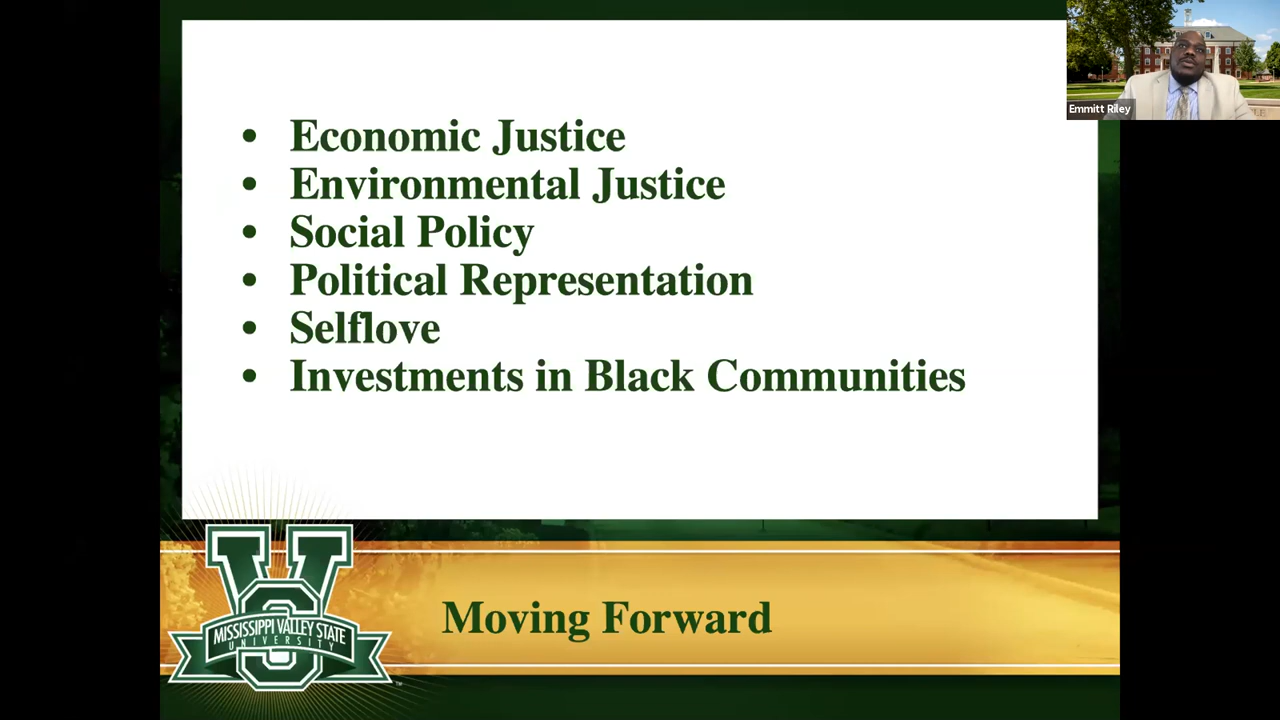 • Economic Justice
• Environmental Justice
• Social Policy
• Political Representation
• Selflove
• Investments in Black Communities
Emmitt Riley
Moving Forward
MISSISSIPPI VALLEY STATE
UNIVERSITY
TM